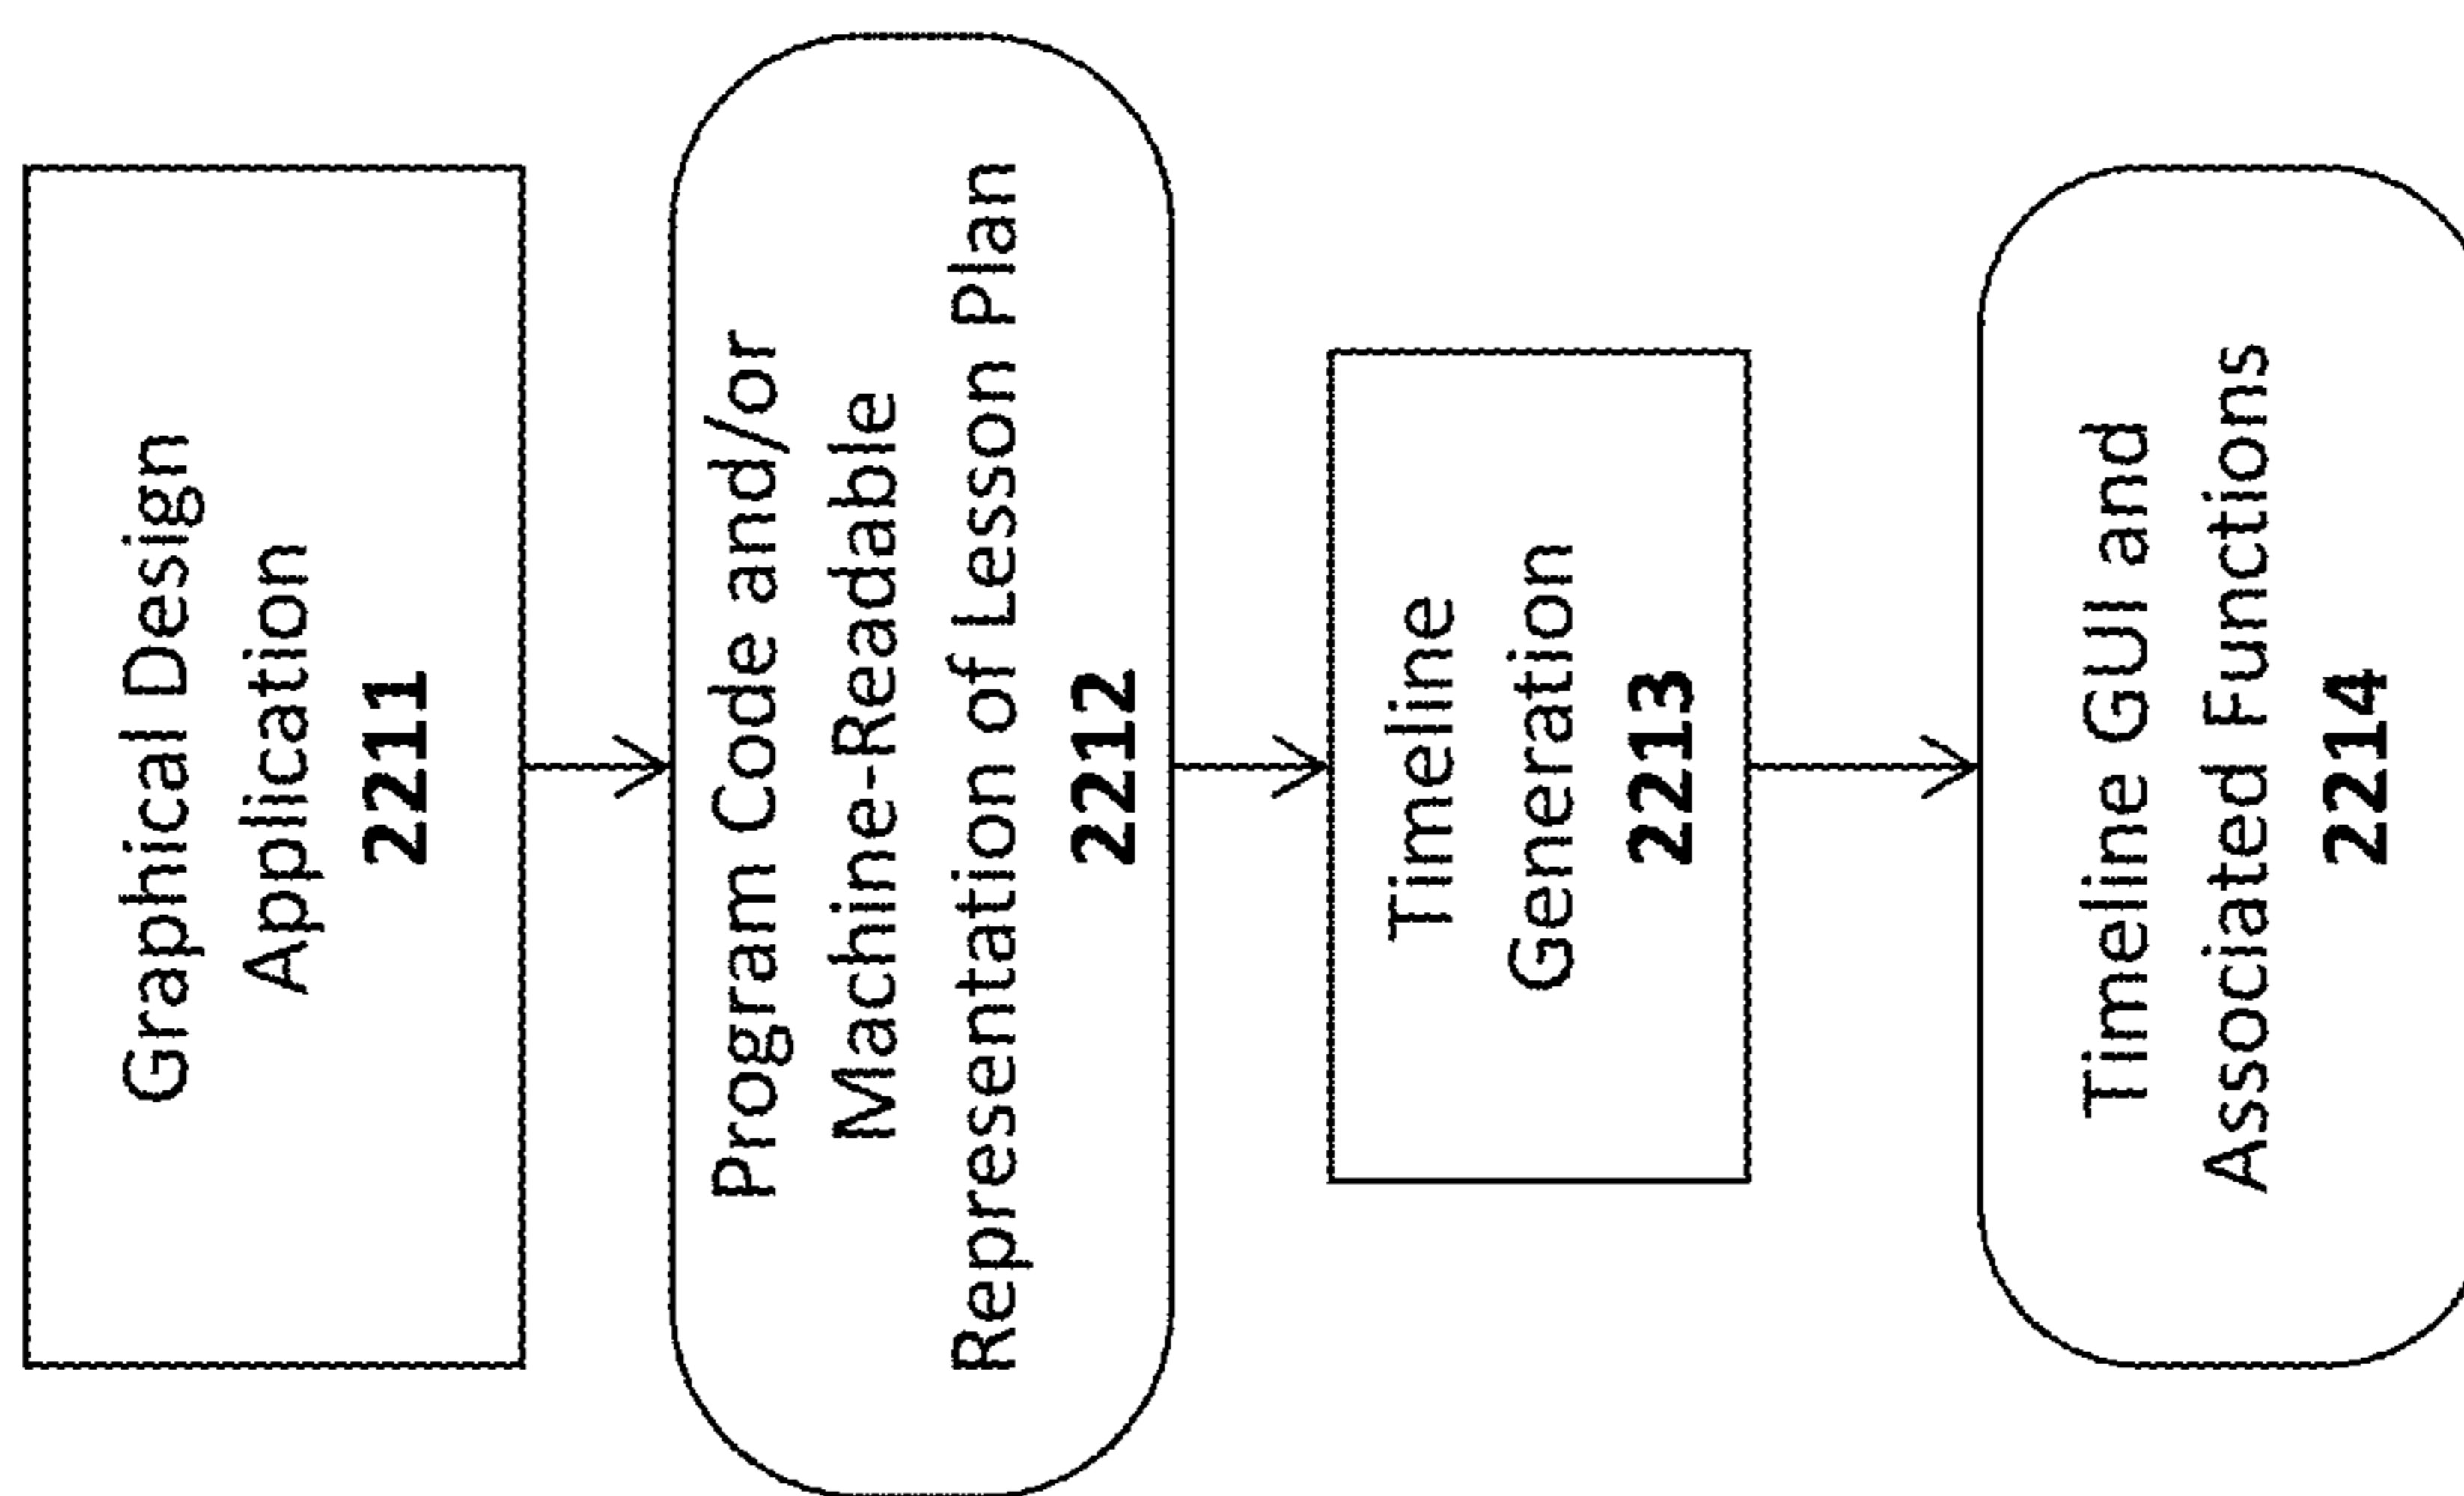 Graphical Design
Application
2211
Program Code and/or
Machine-Readable
Representation of Lesson Plan
2212
Timeline
Generation
2213
Timeline GUI and
Associated Functions
2214